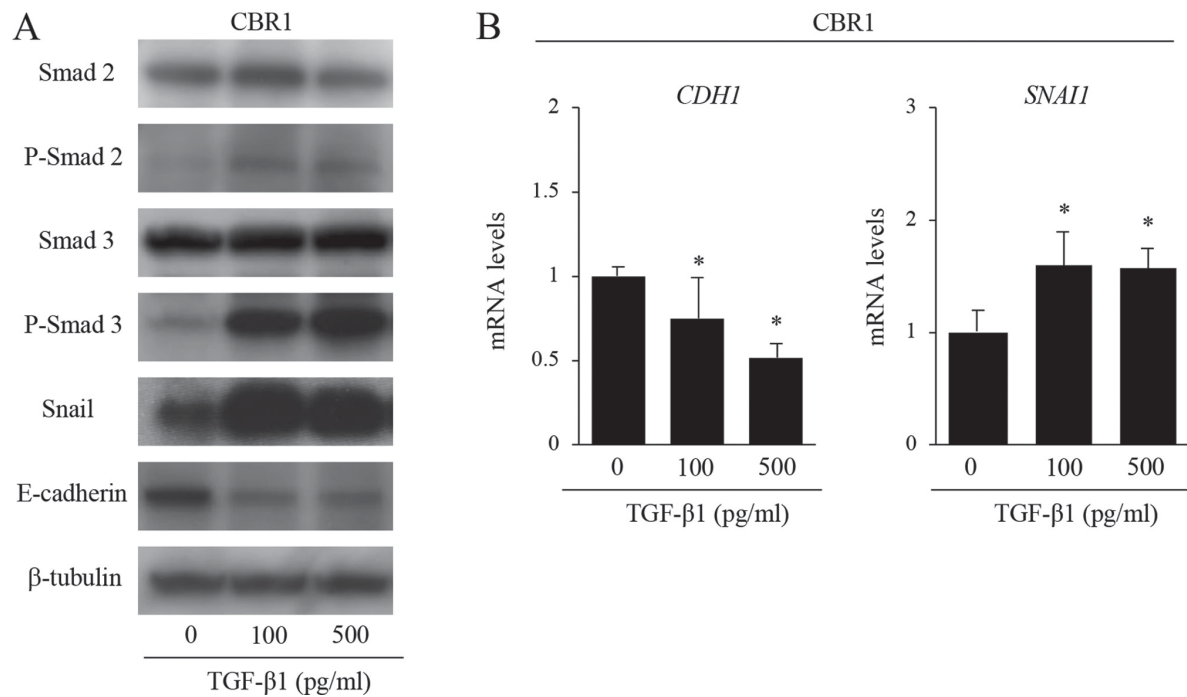 A
CBR1
Smad 2
P-Smad 2
Smad 3
P-Smad 3
Snail
E-cadherin
β-tubulin
0 100 500
TGF-β1 (pg/ml)
B
CBR1
CDH1
2
1.5
1
0.5
0
mRNA levels
* *
0 100 500
TGF-β1 (pg/ml)
SNAI1
3
2
1
0
mRNA levels
* *
0 100 500
TGF-β1 (pg/ml)